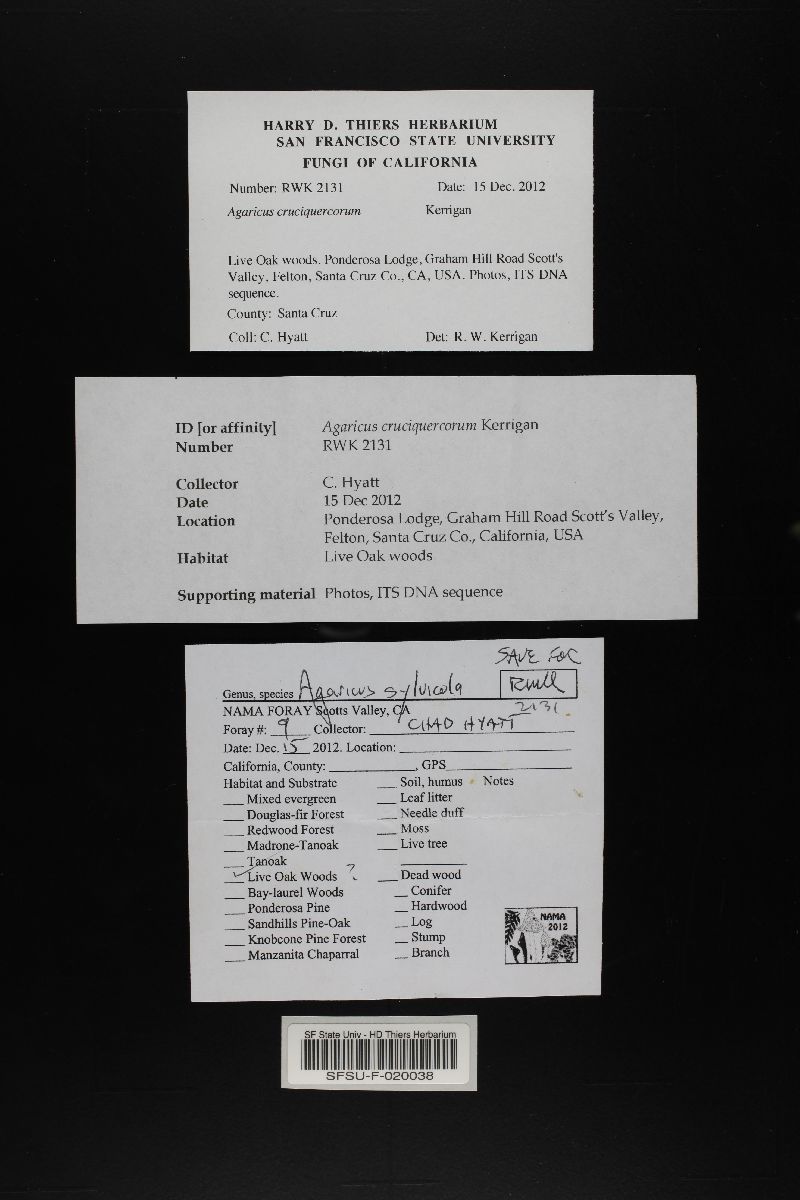 HARRY D. THIERS HERBARIUM
SAN FRANCISCO STATE UNIVERSITY
FUNGI OF CALIFORNIA
Number: RWK 2131 Date: 15 Dec. 2012
Agaricus cruciquercorum Kerrigan
Live Oak woods. Ponderosa Lodge, Graham Hill Road Scott's
Valley, Felton, Santa Cruz Co., CA, USA. Photos, ITS DNA
sequence.
County: Santa Cruz
Coll: C. Hyatt Det: R. W. Kerrigan
ID [or affinity[ Agaricus cruciquercorum Kerrigan
Number RWK 2131
Collector C. Hyatt
Date 15 Dec 2012
Location Ponderosa Lodge, Graham Hill Road Scott's Valley,
Felton, Santa Cruz Co., California, USA
Habitat Live Oak woods
Supporting material Photos, ITS DNA sequence
SAVE FOR
Genus, species Agaricus sylvicola
NAMA FORAY Scotts Valley, CA 2131
Foray #: 9 Collector: CHAD HYATT
Date: Dec. 15 2012. Location:
California, County: , GPS
Habitat and Substrate Soil, humus Notes
Mixed evergreen Leaf litter
Douglas-fir Forest Needle duff
Redwood Forest Moss
Madrone-Tanoak Live tree
Tanoak
✓ Live Oak Woods ? Dead wood
Bay-laurel Woods Conifer
Ponderosa Pine Hardwood
Sandhills Pine-Oak Log
Knobcone Pine Forest Stump
Manzanita Chaparral Branch
NAMA
2012
SF State Univ - HD Thiers Herbarium
SFSU-F-020038